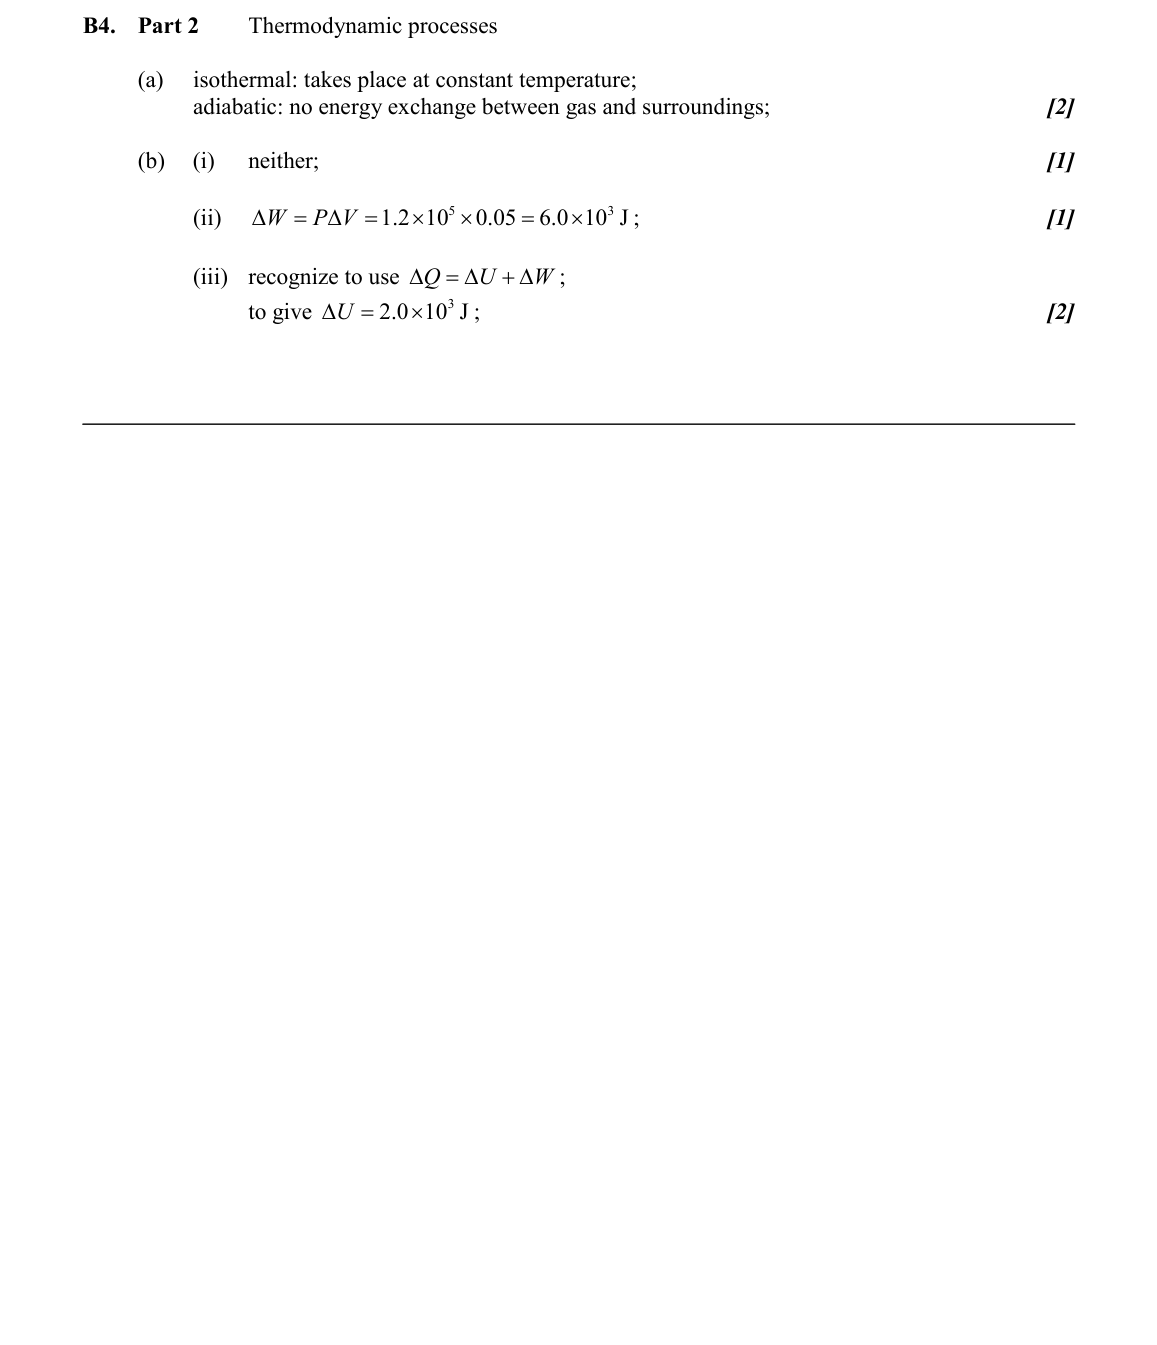 B4. Part 2 Thermodynamic processes
(a) isothermal: takes place at constant temperature;
adiabatic: no energy exchange between gas and surroundings; [2]
(b) (i) neither; [1]
(ii) ΔW = PΔV = 1.2×10⁵ × 0.05 = 6.0×10³ J ; [1]
(iii) recognize to use ΔQ = ΔU + ΔW ;
to give ΔU = 2.0×10³ J ; [2]